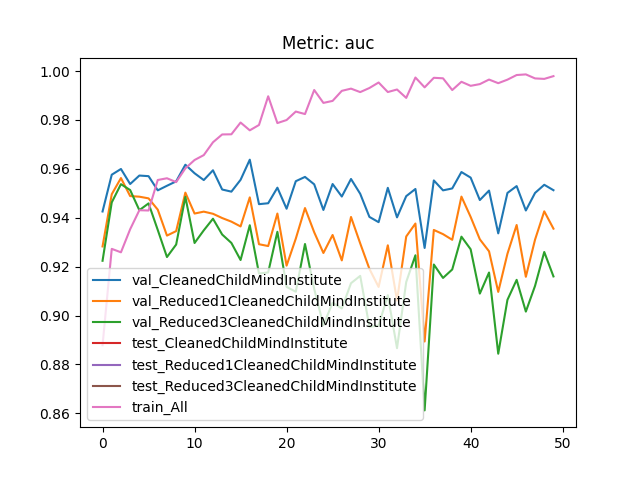 Metric: auc
1.00
0.98
0.96
0.94
0.92
0.90
0.88
0.86
val_CleanedChildMindInstitute
val_Reduced1CleanedChildMindInstitute
val_Reduced3CleanedChildMindInstitute
test_CleanedChildMindInstitute
test_Reduced1CleanedChildMindInstitute
test_Reduced3CleanedChildMindInstitute
train_All
0
10
20
30
40
50